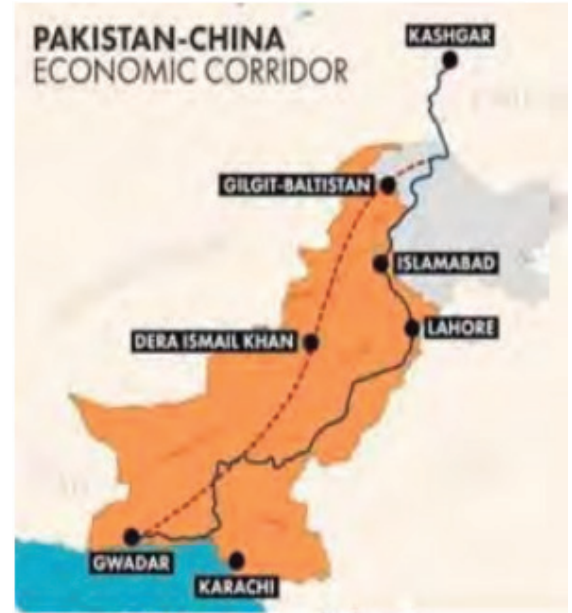 PAKISTAN-CHINA
ECONOMIC CORRIDOR
KASHGAR
GILGIT-BALTISTAN
ISLAMABAD
LAHORE
DERA ISMAIL KHAN
GWADAR
KARACHI